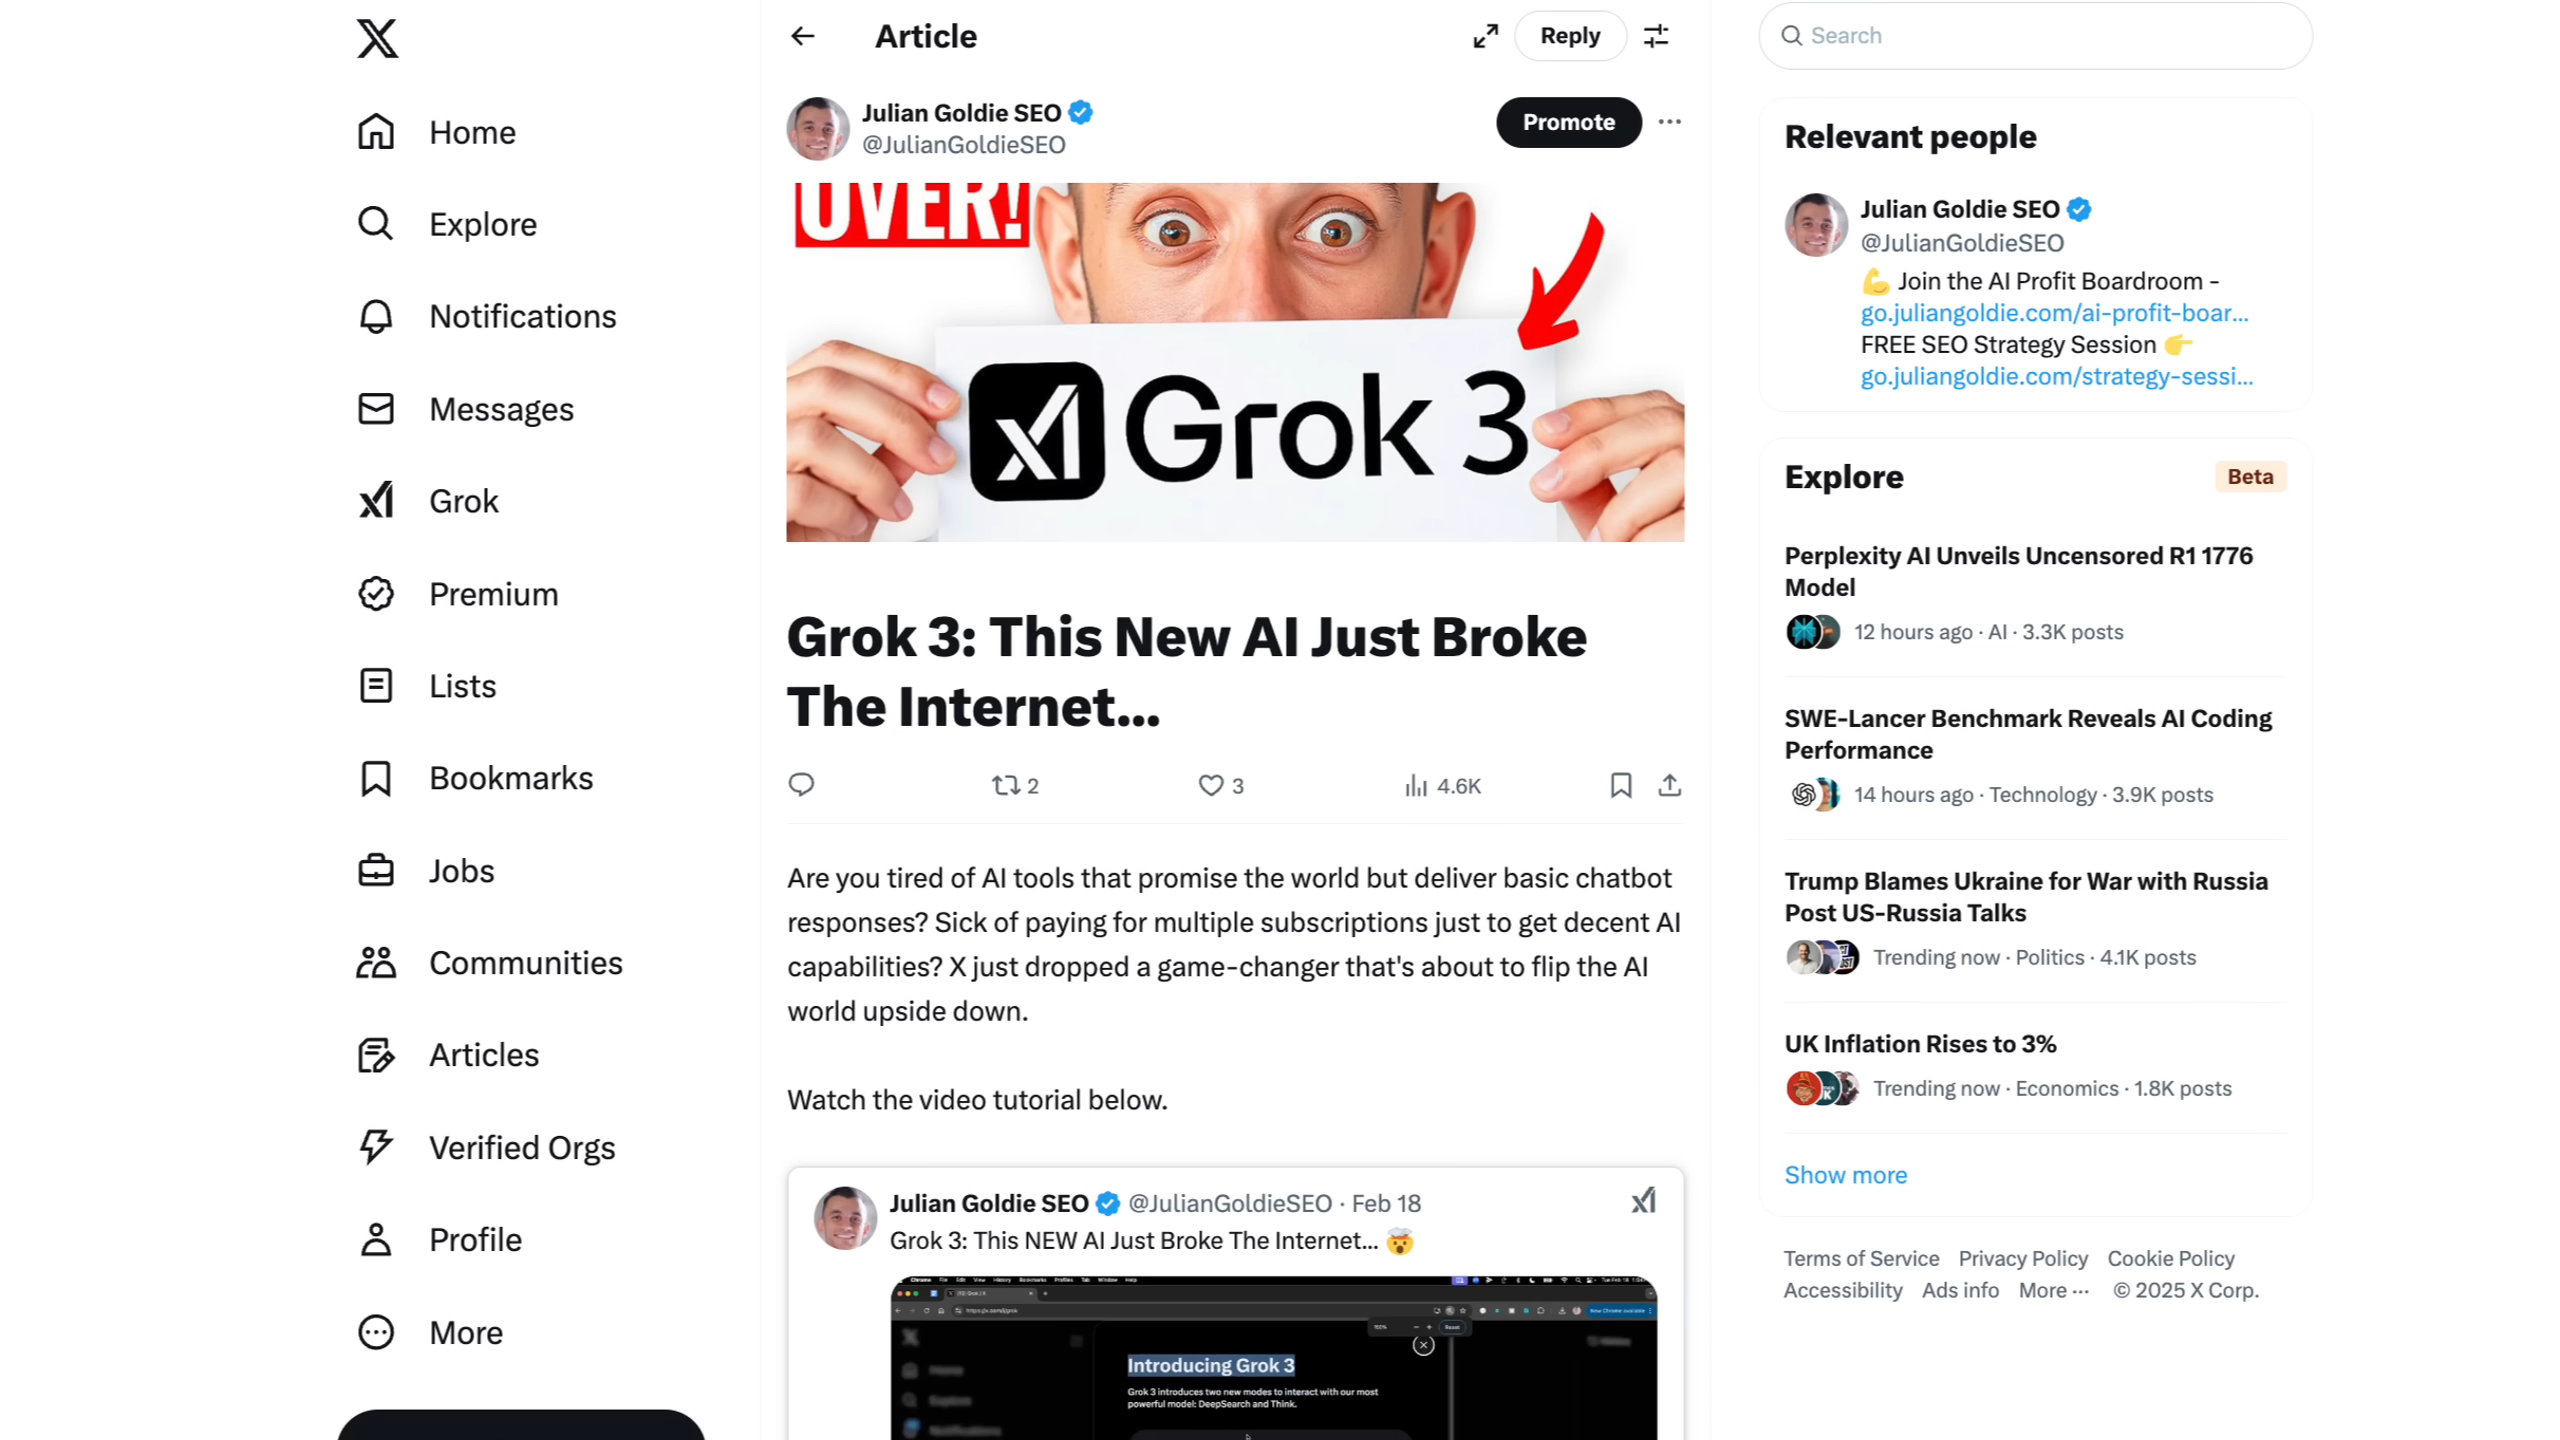 Home
Explore
Notifications
Messages
Grok
Premium
Lists
Bookmarks
Jobs
Communities
Articles
Verified Orgs
Profile
More
Article
Reply
Julian Goldie SEO
@JulianGoldieSEO
Promote
OVER!
Grok 3
Grok 3: This New AI Just Broke
The Internet...
2
3
4.6K
Are you tired of AI tools that promise the world but deliver basic chatbot
responses? Sick of paying for multiple subscriptions just to get decent AI
capabilities? X just dropped a game-changer that's about to flip the AI
world upside down.
Watch the video tutorial below.
Julian Goldie SEO @JulianGoldieSEO · Feb 18
Grok 3: This NEW AI Just Broke The Internet... 🤯
Chrome File Edit View History Bookmarks Profiles Tab Window Help
Introducing Grok 3
Grok 3 introduces two new modes to interact with our most
powerful model: DeepSearch and Think.
Search
Relevant people
Julian Goldie SEO
@JulianGoldieSEO
💪 Join the AI Profit Boardroom -
go.juliangoldie.com/ai-profit-boar...
FREE SEO Strategy Session 👉
go.juliangoldie.com/strategy-sessi...
Explore
Beta
Perplexity AI Unveils Uncensored R1 1776
Model
12 hours ago · AI · 3.3K posts
SWE-Lancer Benchmark Reveals AI Coding
Performance
14 hours ago · Technology · 3.9K posts
Trump Blames Ukraine for War with Russia
Post US-Russia Talks
Trending now · Politics · 4.1K posts
UK Inflation Rises to 3%
Trending now · Economics · 1.8K posts
Show more
Terms of Service Privacy Policy Cookie Policy
Accessibility Ads info More ··· © 2025 X Corp.